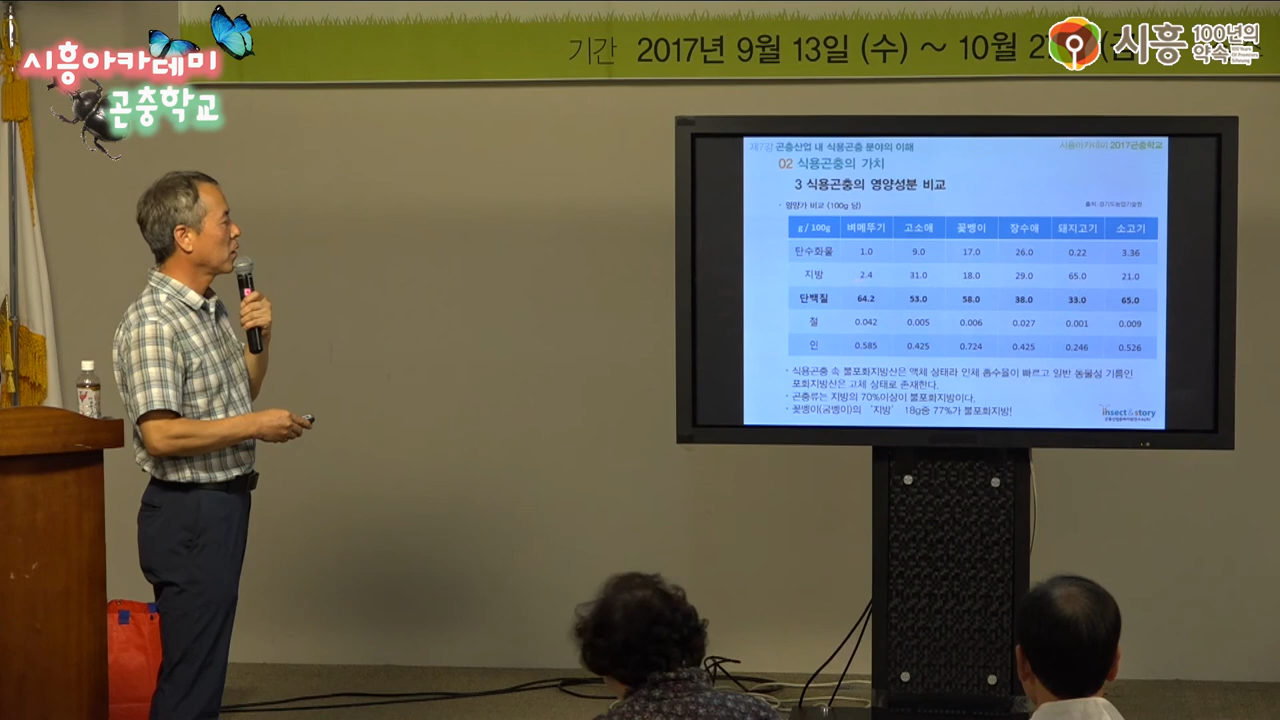 시흥아카데미
곤충학교
기간 2017년 9월 13일 (수) ~ 10월
시흥 100년의 약속
제7강 곤충산업 내 식용곤충 분야의 이해
시흥아카데미 2017곤충학교
02 식용곤충의 가치
3 식용곤충의 영양성분 비교
· 영양가 비교 (100g 당)
출처 : 경기도농업기술원
g / 100g 벼메뚜기 고소애 꽃벵이 장수애 돼지고기 소고기
탄수화물 1.0 9.0 17.0 26.0 0.22 3.36
지방 2.4 31.0 18.0 29.0 65.0 21.0
단백질 64.2 53.0 58.0 38.0 33.0 65.0
철 0.042 0.005 0.006 0.027 0.001 0.009
인 0.585 0.425 0.724 0.425 0.246 0.526
· 식용곤충 속 불포화지방산은 액체 상태라 인체 흡수율이 빠르고 일반 동물성 기름인
포화지방산은 고체 상태로 존재한다.
· 곤충류는 지방의 70%이상이 불포화지방이다.
· 꽃벵이(굼벵이)의 '지방' 18g중 77%가 불포화지방!
insect&story